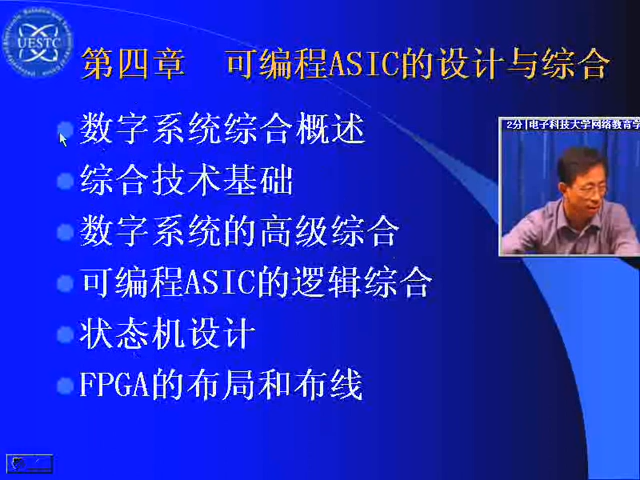 UESTC
第四章 可编程ASIC的设计与综合
数字系统综合概述
2分|电子科技大学网络教育学
综合技术基础
数字系统的高级综合
可编程ASIC的逻辑综合
状态机设计
FPGA的布局和布线